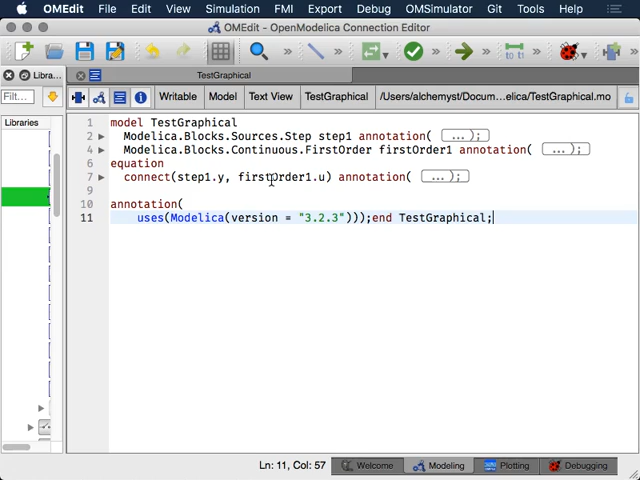 OMEdit File Edit View Simulation FMI Export Debug OMSimulator Git Tools Help
OMEdit - OpenModelica Connection Editor
Libra...
TestGraphical
Filt...
Writable Model Text View TestGraphical /Users/alchemyst/Docum...elica/TestGraphical.mo
Libraries
1 model TestGraphical
2 Modelica.Blocks.Sources.Step step1 annotation( ...);
4 Modelica.Blocks.Continuous.FirstOrder firstOrder1 annotation( ...);
6 equation
7 connect(step1.y, firstOrder1.u) annotation( ...);
9
10 annotation(
11 uses(Modelica(version = "3.2.3")));end TestGraphical;
Ln: 11, Col: 57 Welcome Modeling Plotting Debugging